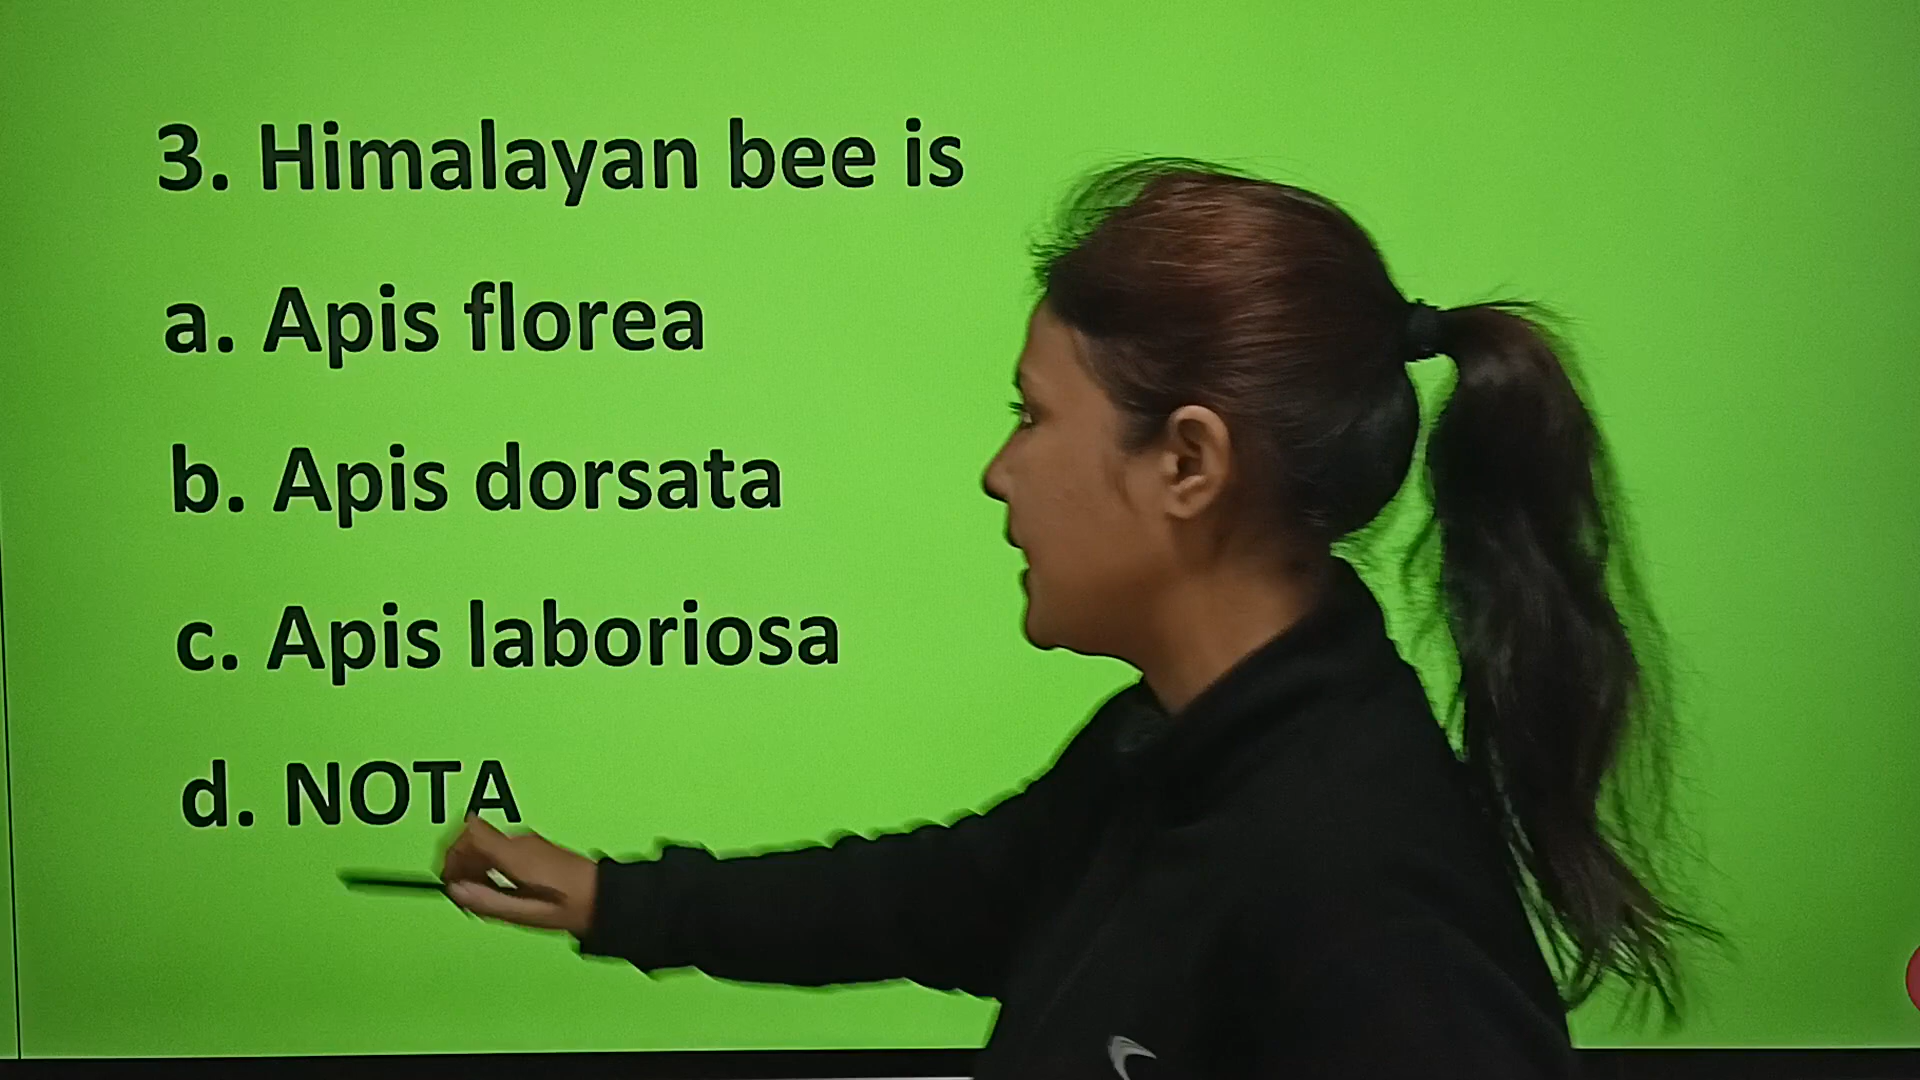 3. Himalayan bee is
a. Apis florea
b. Apis dorsata
c. Apis laboriosa
d. NOTA